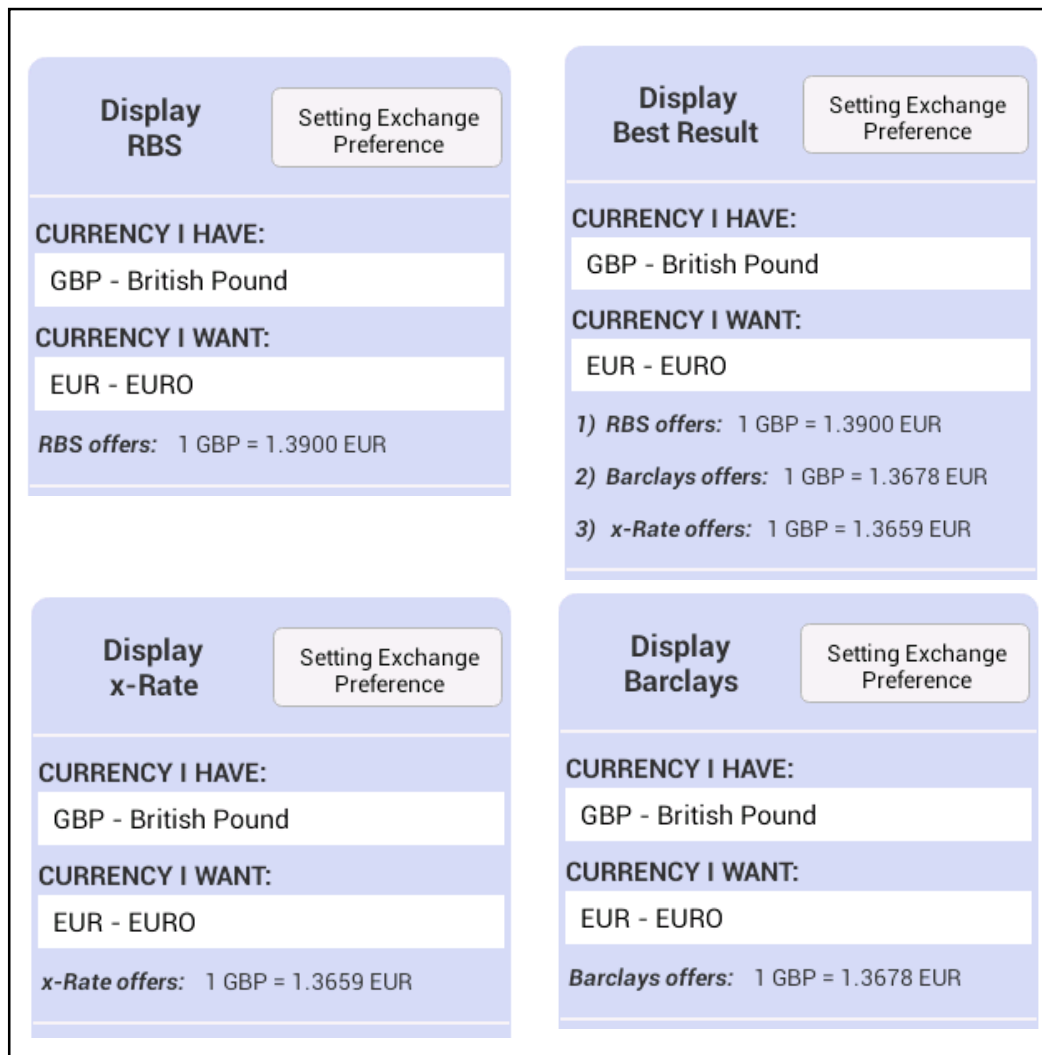 Display
RBS
Setting Exchange
Preference
CURRENCY I HAVE:
GBP - British Pound
CURRENCY I WANT:
EUR - EURO
RBS offers: 1 GBP = 1.3900 EUR
Display
Best Result
Setting Exchange
Preference
CURRENCY I HAVE:
GBP - British Pound
CURRENCY I WANT:
EUR - EURO
1) RBS offers: 1 GBP = 1.3900 EUR
2) Barclays offers: 1 GBP = 1.3678 EUR
3) x-Rate offers: 1 GBP = 1.3659 EUR
Display
x-Rate
Setting Exchange
Preference
CURRENCY I HAVE:
GBP - British Pound
CURRENCY I WANT:
EUR - EURO
x-Rate offers: 1 GBP = 1.3659 EUR
Display
Barclays
Setting Exchange
Preference
CURRENCY I HAVE:
GBP - British Pound
CURRENCY I WANT:
EUR - EURO
Barclays offers: 1 GBP = 1.3678 EUR